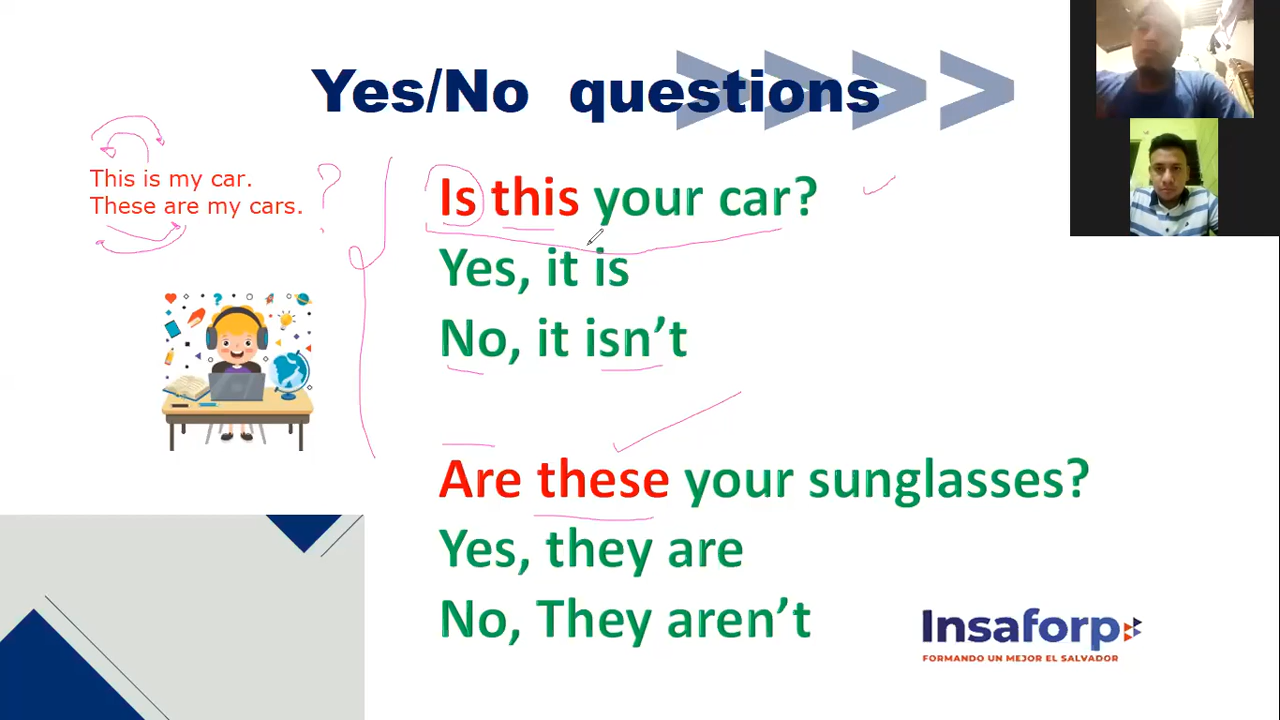 Yes/No questions
This is my car.
These are my cars.
?
Is this your car?
Yes, it is
No, it isn't
Are these your sunglasses?
Yes, they are
No, They aren't
Insaforp
FORMANDO UN MEJOR EL SALVADOR